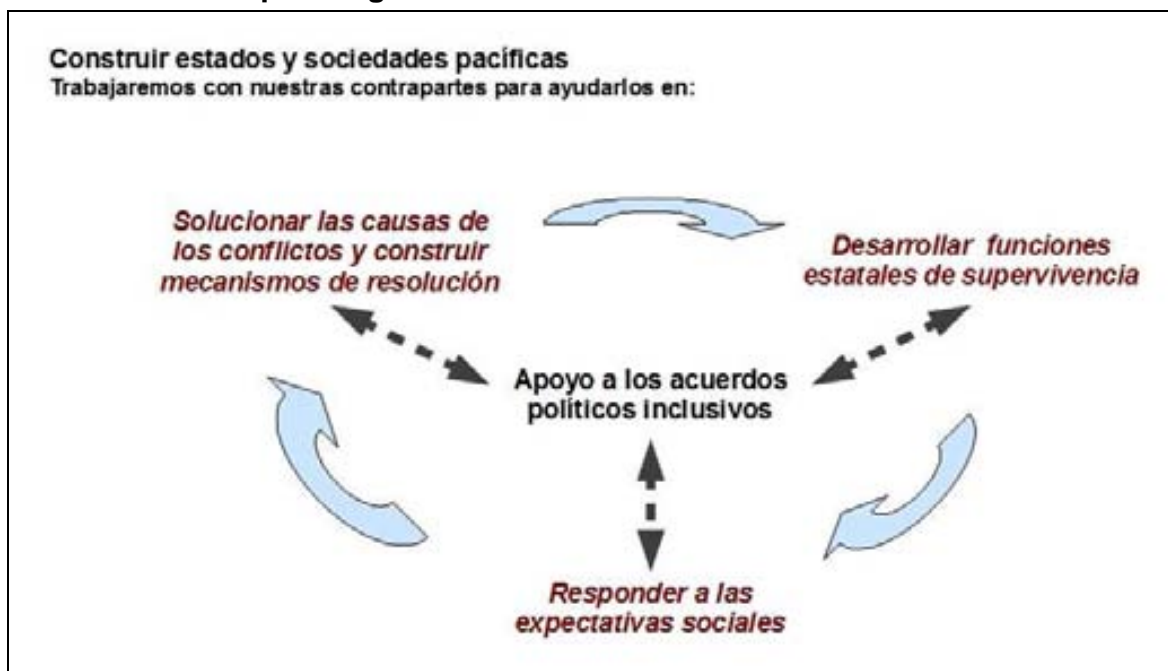 Construir estados y sociedades pacíficas
Trabajaremos con nuestras contrapartes para ayudarlos en:
Solucionar las causas de
los conflictos y construir
mecanismos de resolución
Desarrollar funciones
estatales de supervivencia
Apoyo a los acuerdos
políticos inclusivos
Responder a las
expectativas sociales